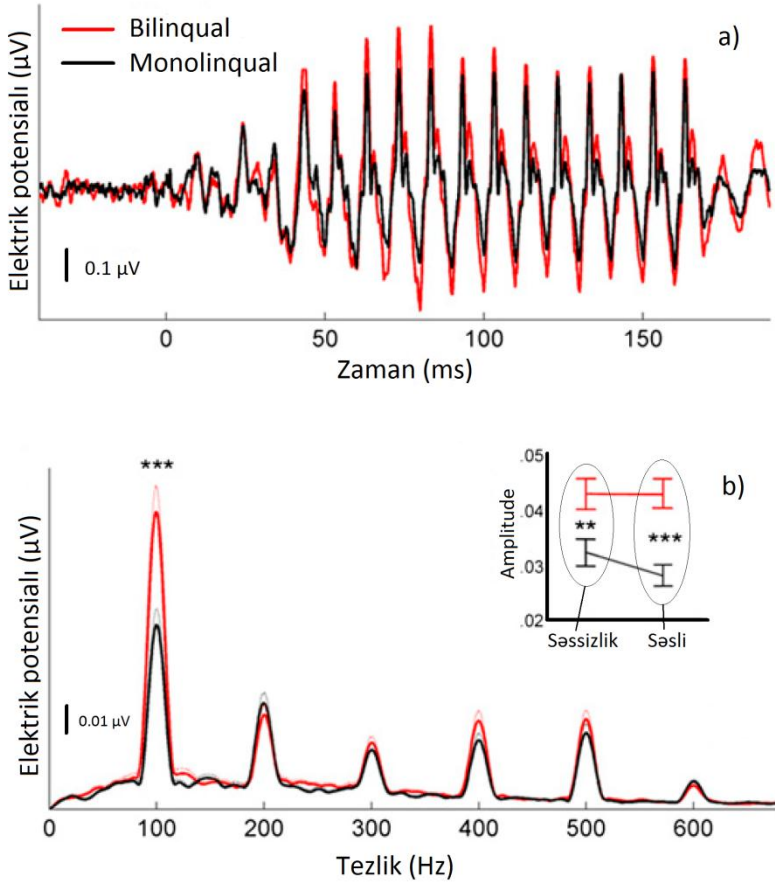 Bilinqual
Monolinqual
a)
Elektrik potensialı (µV)
0.1 µV
0
50
100
150
Zaman (ms)
***
b)
.05
.04
.03
.02
Amplitude
**
***
Səssizlik
Səsli
Elektrik potensialı (µV)
0.01 µV
0
100
200
300
400
500
600
Tezlik (Hz)